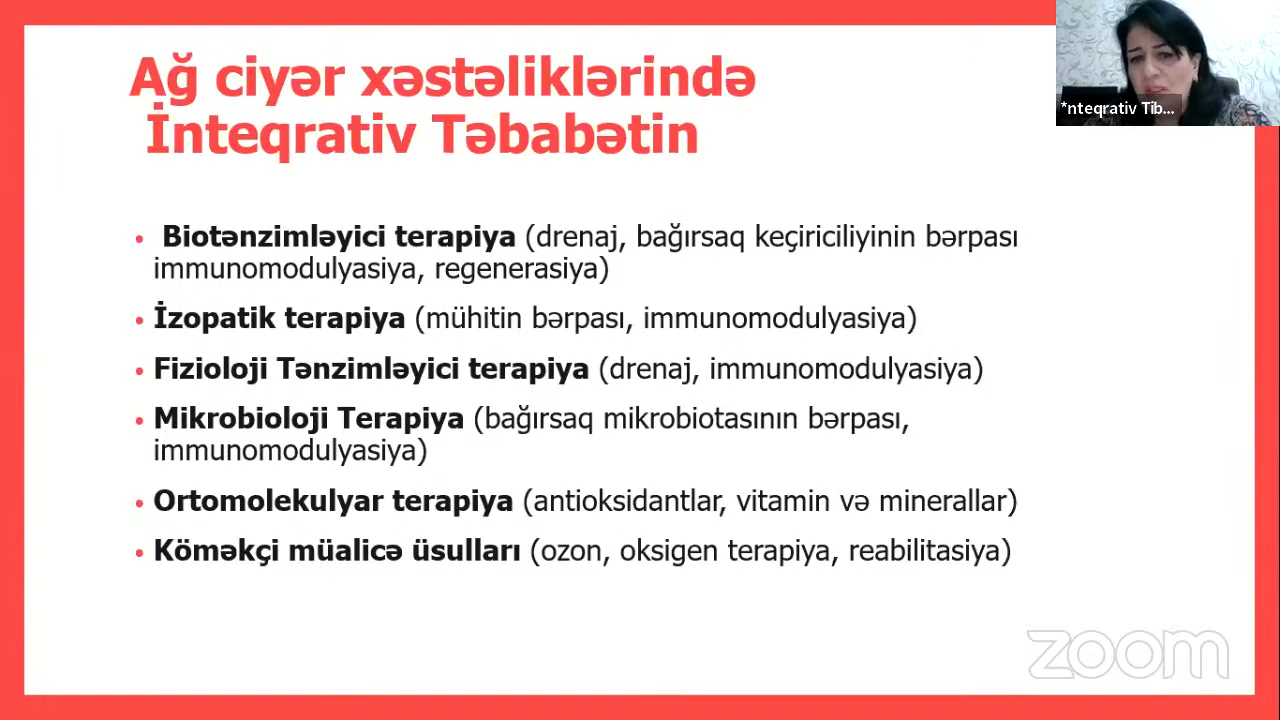 Ağ ciyər xəstəliklərində
İnteqrativ Təbabətin
*nteqrativ Tib...
• Biotənzimləyici terapiya (drenaj, bağırsaq keçiriciliyinin bərpası
immunomodulyasiya, regenerasiya)
• İzopatik terapiya (mühitin bərpası, immunomodulyasiya)
• Fizioloji Tənzimləyici terapiya (drenaj, immunomodulyasiya)
• Mikrobioloji Terapiya (bağırsaq mikrobiotasının bərpası,
immunomodulyasiya)
• Ortomolekulyar terapiya (antioksidantlar, vitamin və minerallar)
• Köməkçi müalicə üsulları (ozon, oksigen terapiya, reabilitasiya)
zoom